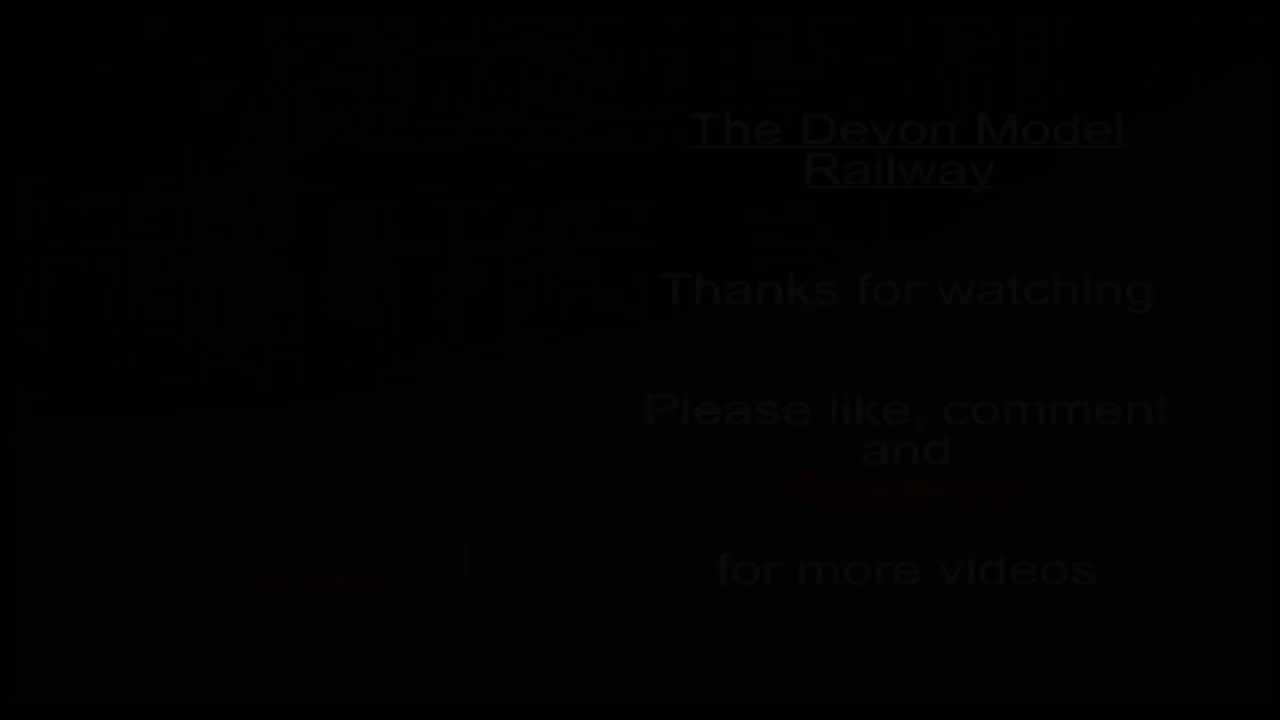 The Devon Model
Railway
Thanks for watching
Please like, comment
and
for more videos